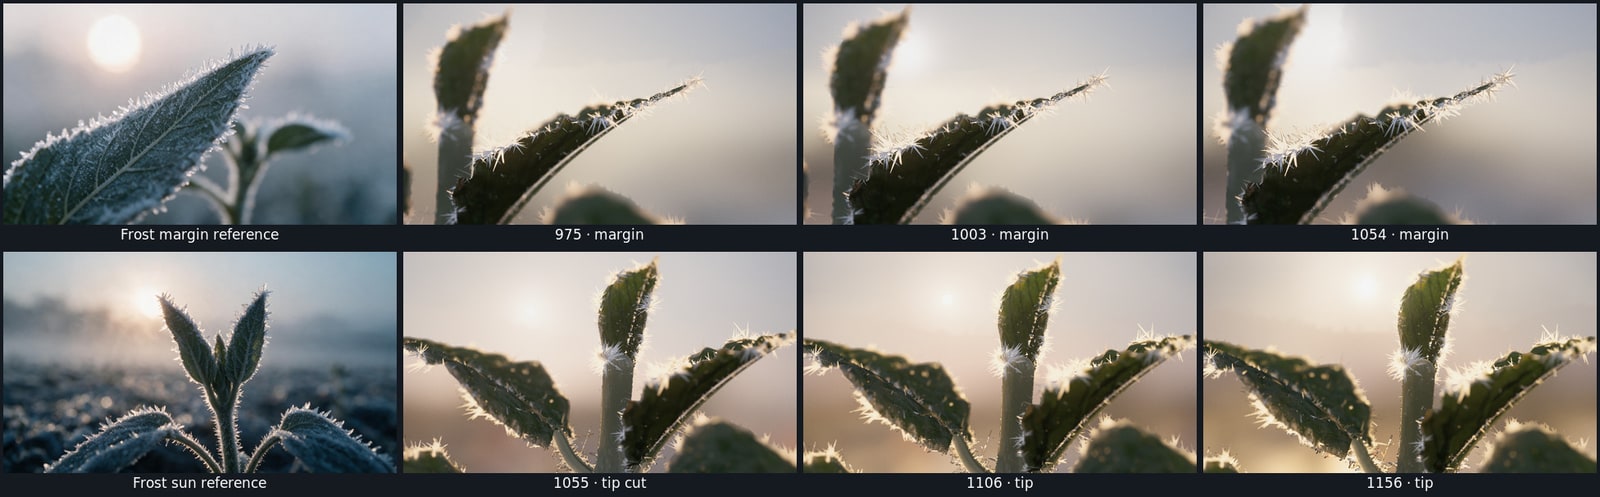 Frost margin reference
975 · margin
1003 · margin
1054 · margin
Frost sun reference
1055 · tip cut
1106 · tip
1156 · tip